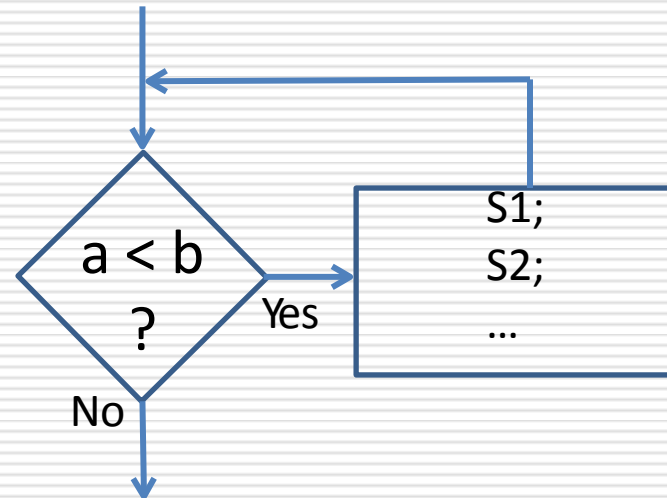 a < b
?
Yes
No
S1;
S2;
...